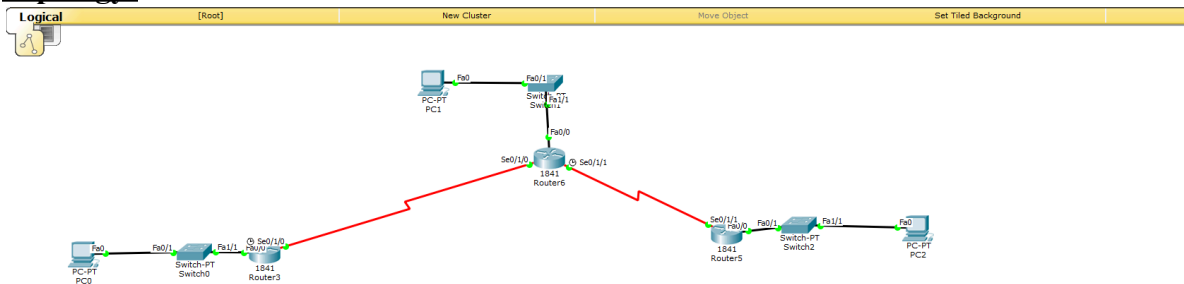 Logical [Root] New Cluster Move Object Set Tiled Background
Fa0 Fa0/1
PC-PT
PC1
Switch-PT
Switch1
Fa1/1
Fa0/0
Se0/1/0 Se0/1/1
1841
Router6
Fa0 Fa0/1 Fa1/1 Fa0/0 Se0/1/0
PC-PT
PC0
Switch-PT
Switch0
1841
Router3
Se0/1/1
Fa0/0 Fa0/1 Fa1/1 Fa0
1841
Router5
Switch-PT
Switch2
PC-PT
PC2